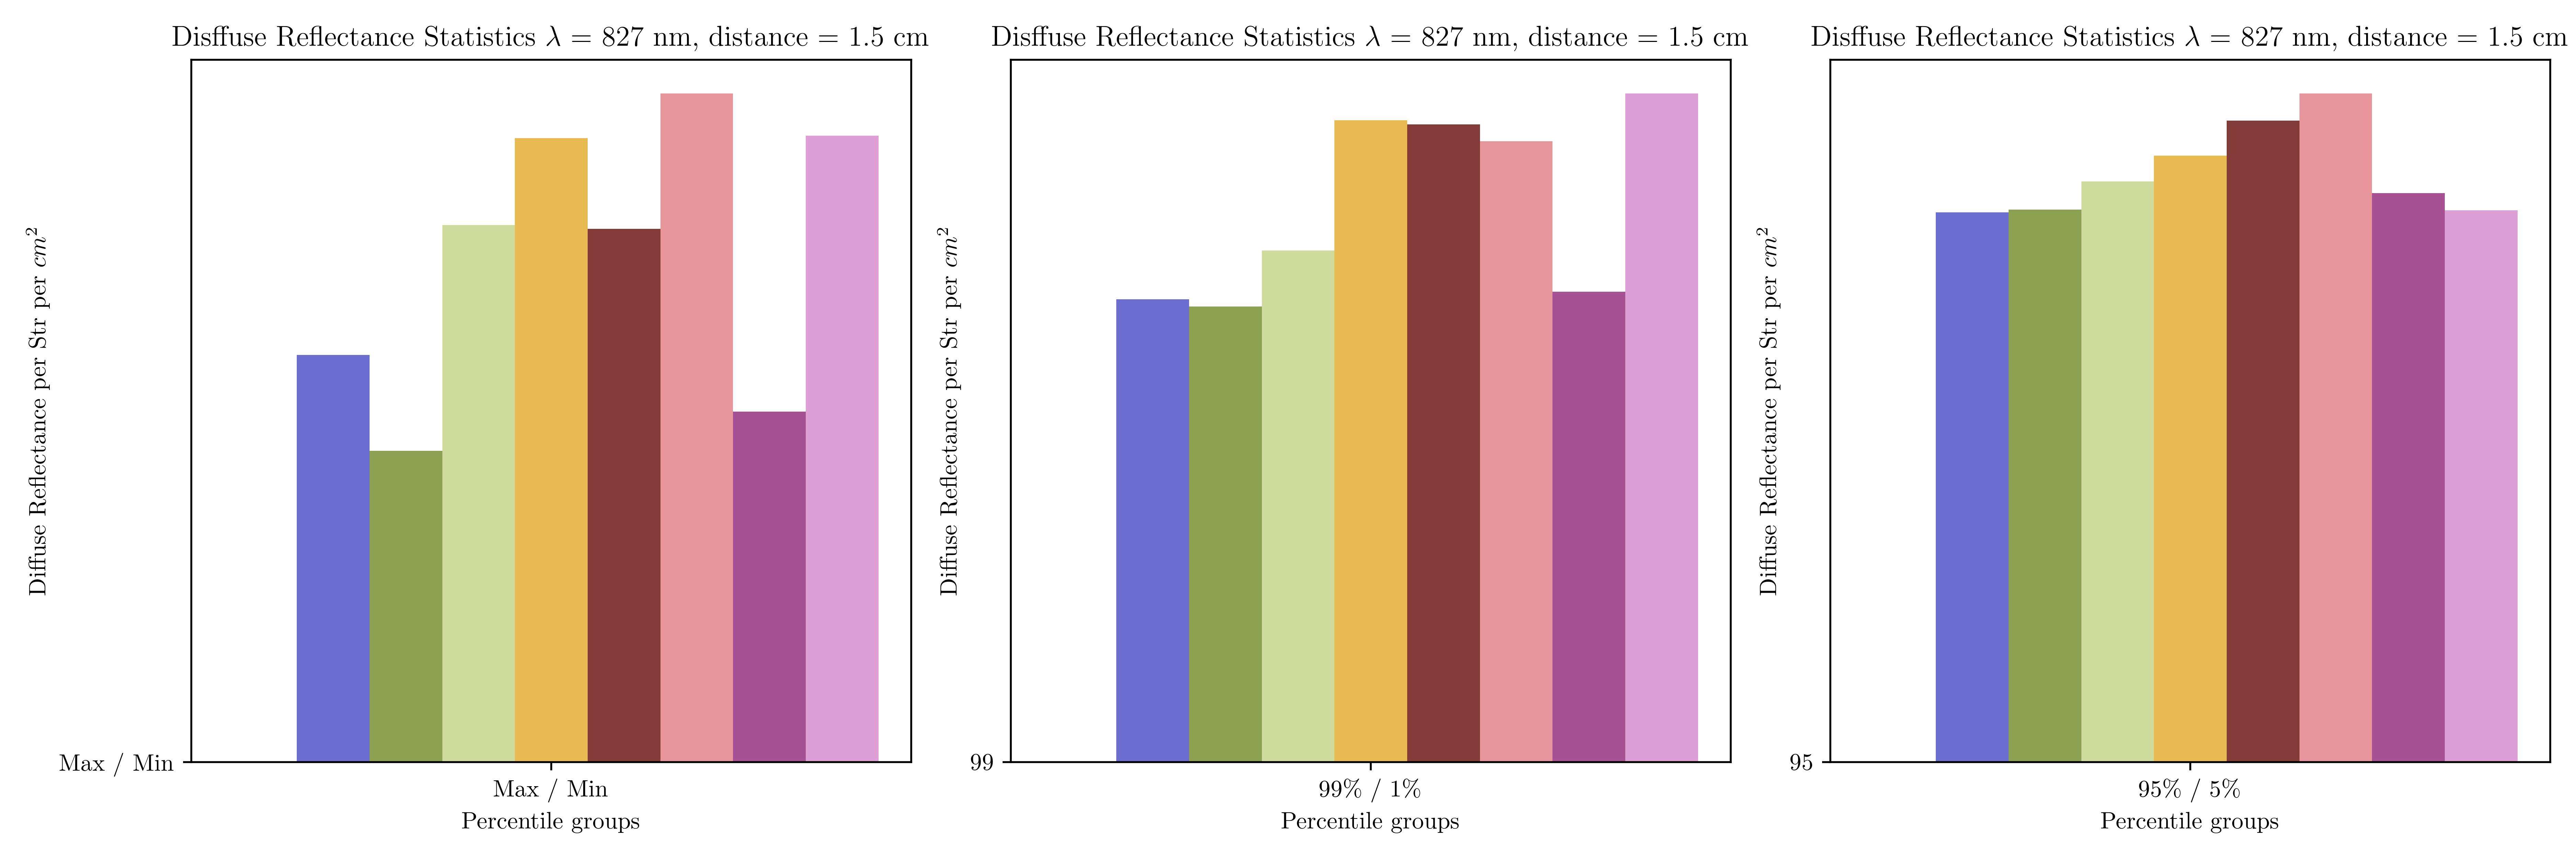 Disffuse Reflectance Statistics λ = 827 nm, distance = 1.5 cm
Diffuse Reflectance per Str per cm²
Max / Min
Max / Min
Percentile groups
Disffuse Reflectance Statistics λ = 827 nm, distance = 1.5 cm
Diffuse Reflectance per Str per cm²
99
99% / 1%
Percentile groups
Disffuse Reflectance Statistics λ = 827 nm, distance = 1.5 cm
Diffuse Reflectance per Str per cm²
95
95% / 5%
Percentile groups